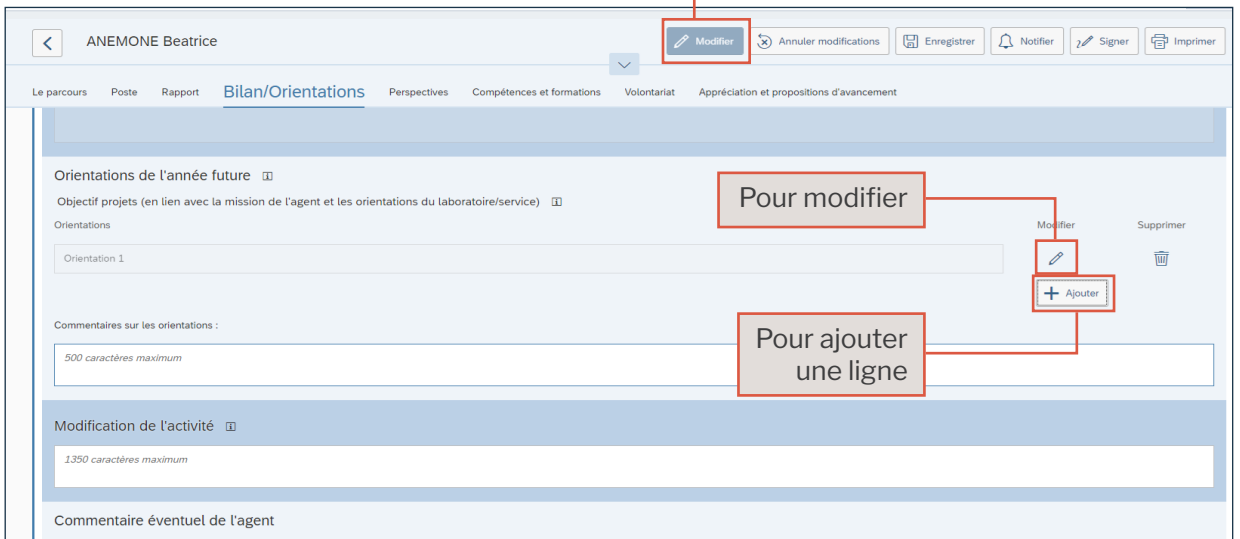 ANEMONE Beatrice
Modifier
Annuler modifications
Enregistrer
Notifier
Signer
Imprimer
Le parcours
Poste
Rapport
Bilan/Orientations
Perspectives
Compétences et formations
Volontariat
Appréciation et propositions d'avancement
Orientations de l'année future
Objectif projets (en lien avec la mission de l'agent et les orientations du laboratoire/service)
Pour modifier
Orientations
Modifier
Supprimer
Orientation 1
Ajouter
Commentaires sur les orientations :
Pour ajouter
une ligne
500 caractères maximum
Modification de l'activité
1350 caractères maximum
Commentaire éventuel de l'agent